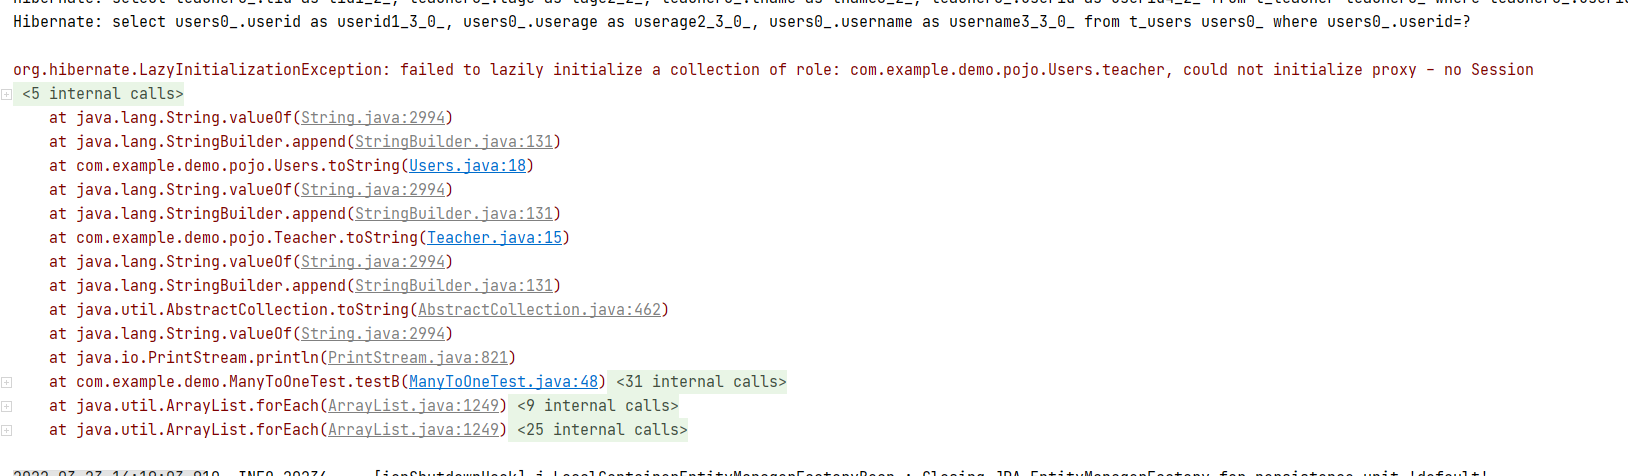 Hibernate: select users0_.userid as userid1_3_0_, users0_.userage as userage2_3_0_, users0_.username as username3_3_0_ from t_users users0_ where users0_.userid=?
org.hibernate.LazyInitializationException: failed to lazily initialize a collection of role: com.example.demo.pojo.Users.teacher, could not initialize proxy - no Session
<5 internal calls>
at java.lang.String.valueOf(String.java:2994)
at java.lang.StringBuilder.append(StringBuilder.java:131)
at com.example.demo.pojo.Users.toString(Users.java:18)
at java.lang.String.valueOf(String.java:2994)
at java.lang.StringBuilder.append(StringBuilder.java:131)
at com.example.demo.pojo.Teacher.toString(Teacher.java:15)
at java.lang.String.valueOf(String.java:2994)
at java.lang.StringBuilder.append(StringBuilder.java:131)
at java.util.AbstractCollection.toString(AbstractCollection.java:462)
at java.lang.String.valueOf(String.java:2994)
at java.io.PrintStream.println(PrintStream.java:821)
at com.example.demo.ManyToOneTest.testB(ManyToOneTest.java:48) <31 internal calls>
at java.util.ArrayList.forEach(ArrayList.java:1249) <9 internal calls>
at java.util.ArrayList.forEach(ArrayList.java:1249) <25 internal calls>